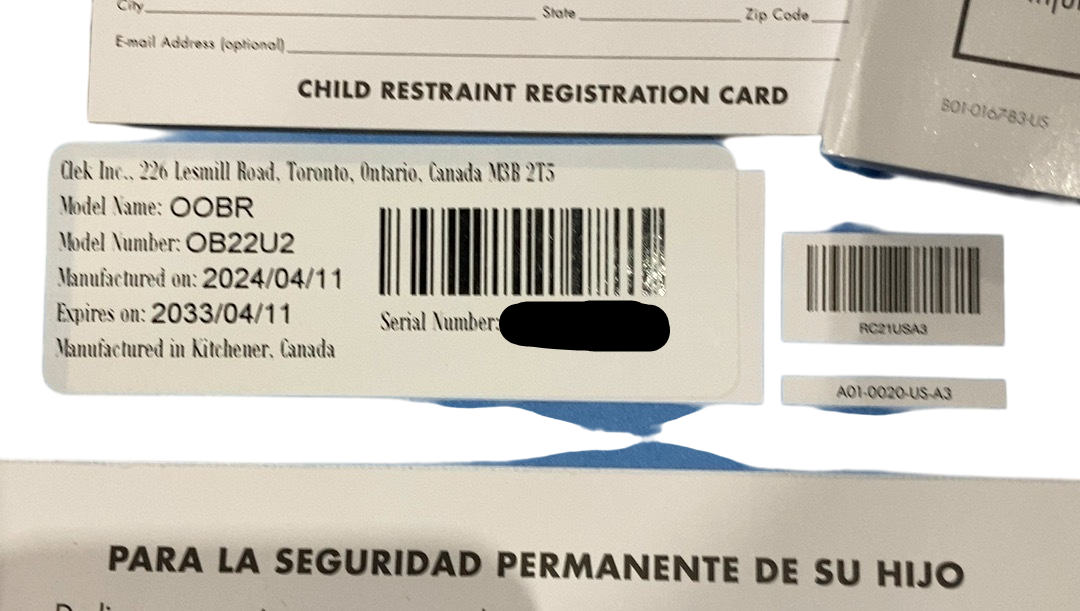 City State Zip Code
E-mail Address (optional)
CHILD RESTRAINT REGISTRATION CARD
B01-0167-B3-US
Clek Inc., 226 Lesmill Road, Toronto, Ontario, Canada M3B 2T5
Model Name: OOBR
Model Number: OB22U2
Manufactured on: 2024/04/11
Expires on: 2033/04/11
Manufactured in Kitchener, Canada
Serial Number:
RC21USA3
A01-0020-US-A3
PARA LA SEGURIDAD PERMANENTE DE SU HIJO